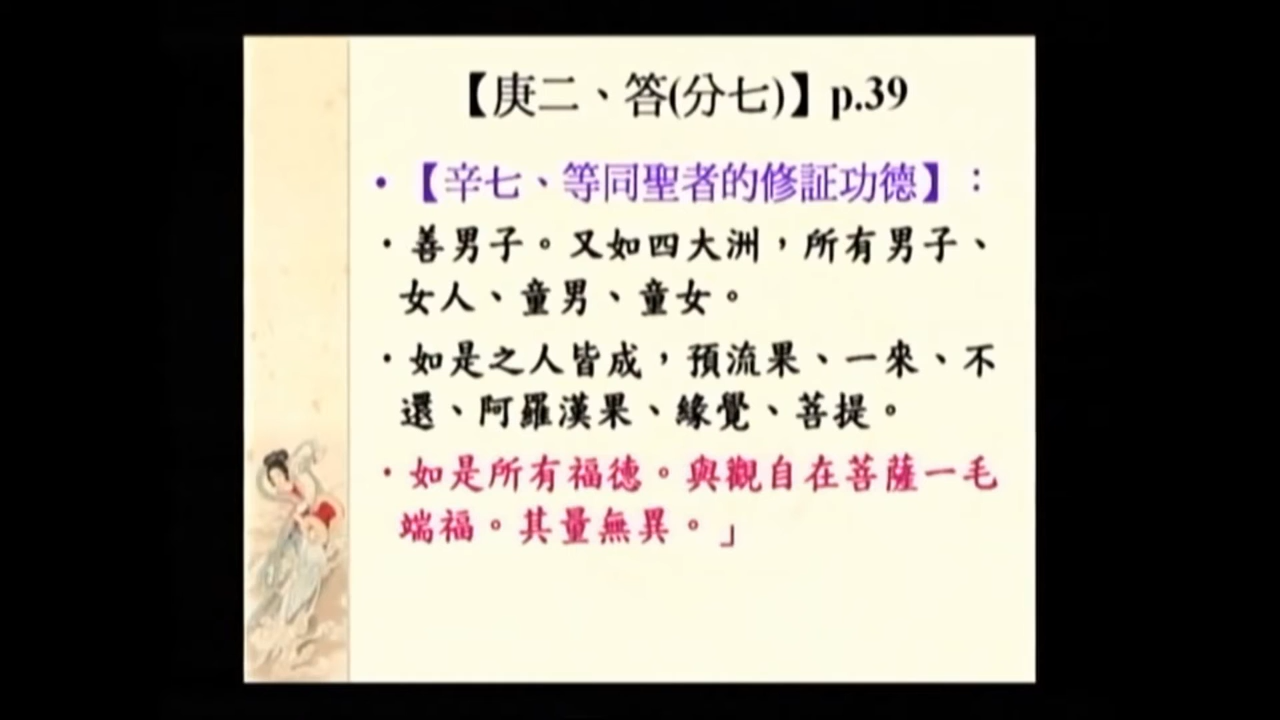 【庚二、答(分七)】p.39
•【辛七、等同聖者的修証功德】：
·善男子。又如四大洲，所有男子、
女人、童男、童女。
·如是之人皆成，預流果、一來、不
還、阿羅漢果、緣覺、菩提。
·如是所有福德。與觀自在菩薩一毛
端福。其量無異。」